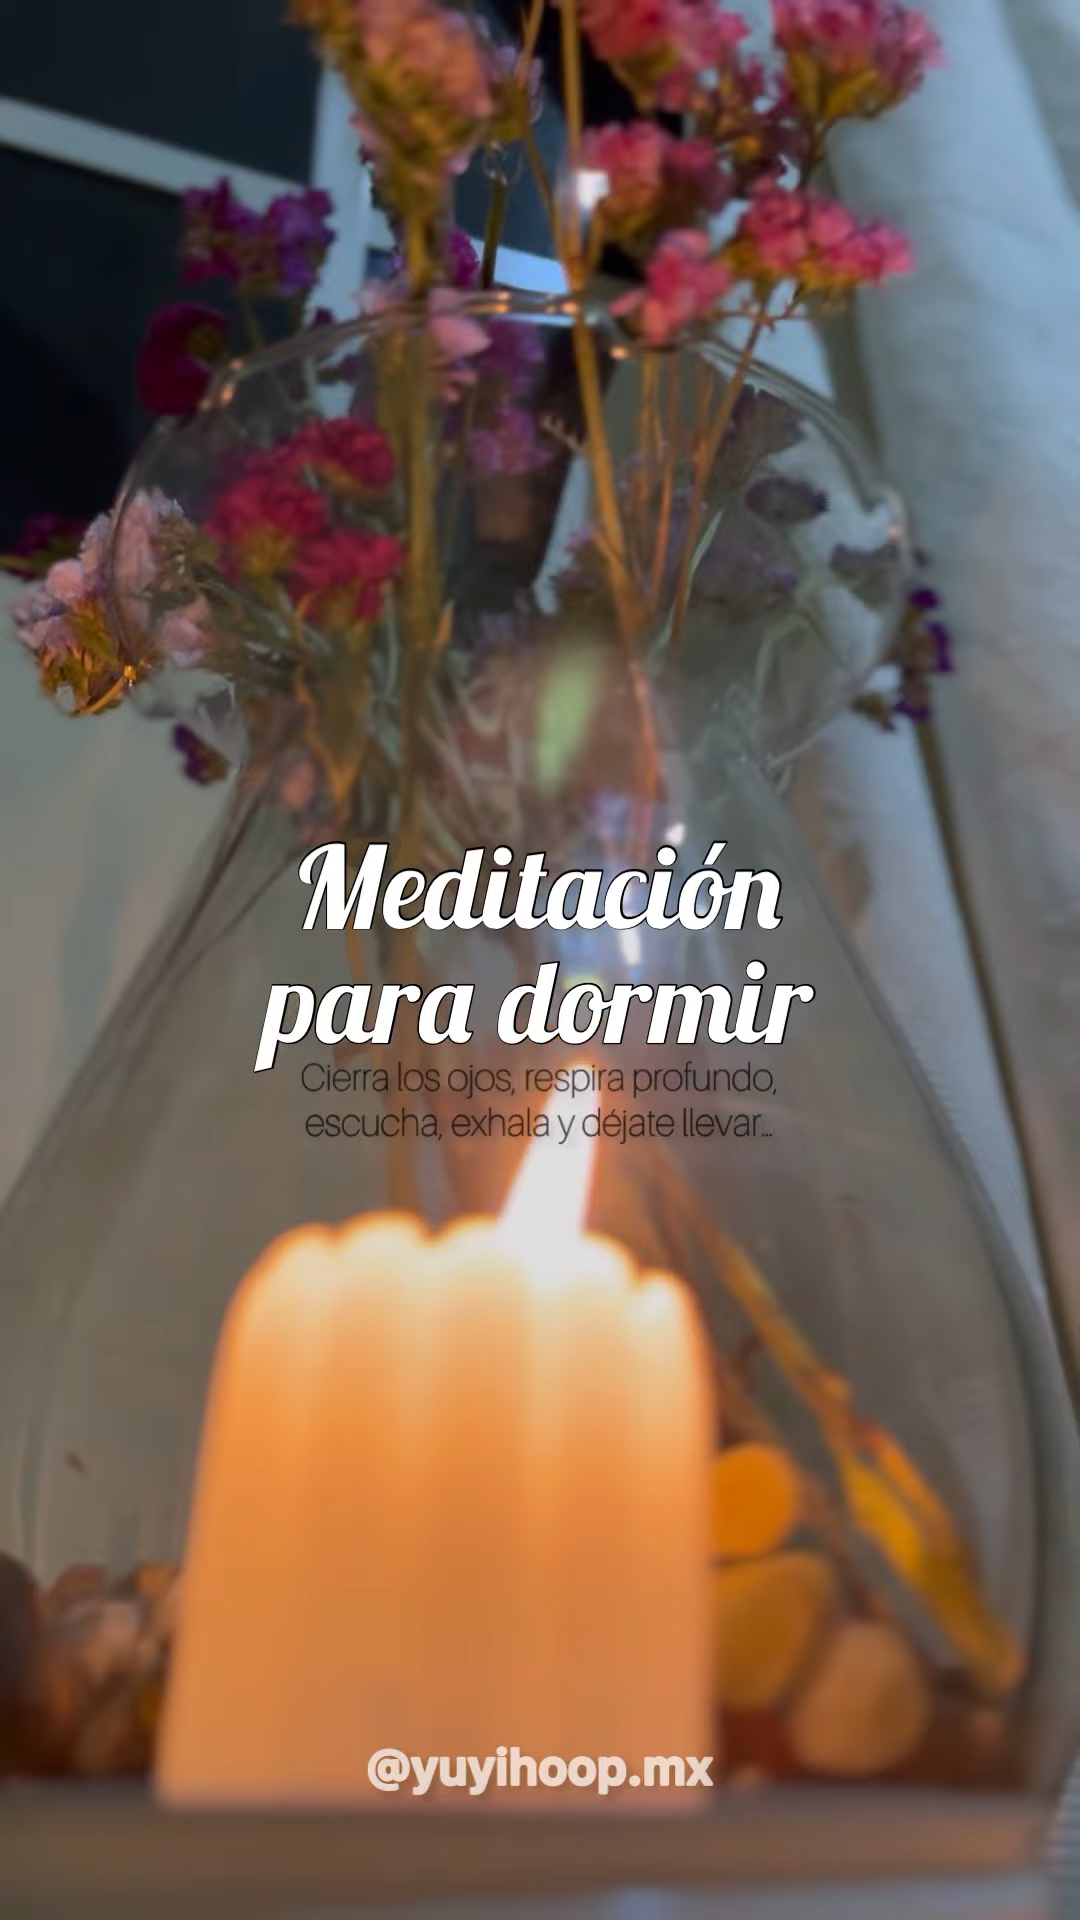 Meditación
para dormir
Cierra los ojos, respira profundo,
escucha, exhala y déjate llevar...
@yuyihoop.mx